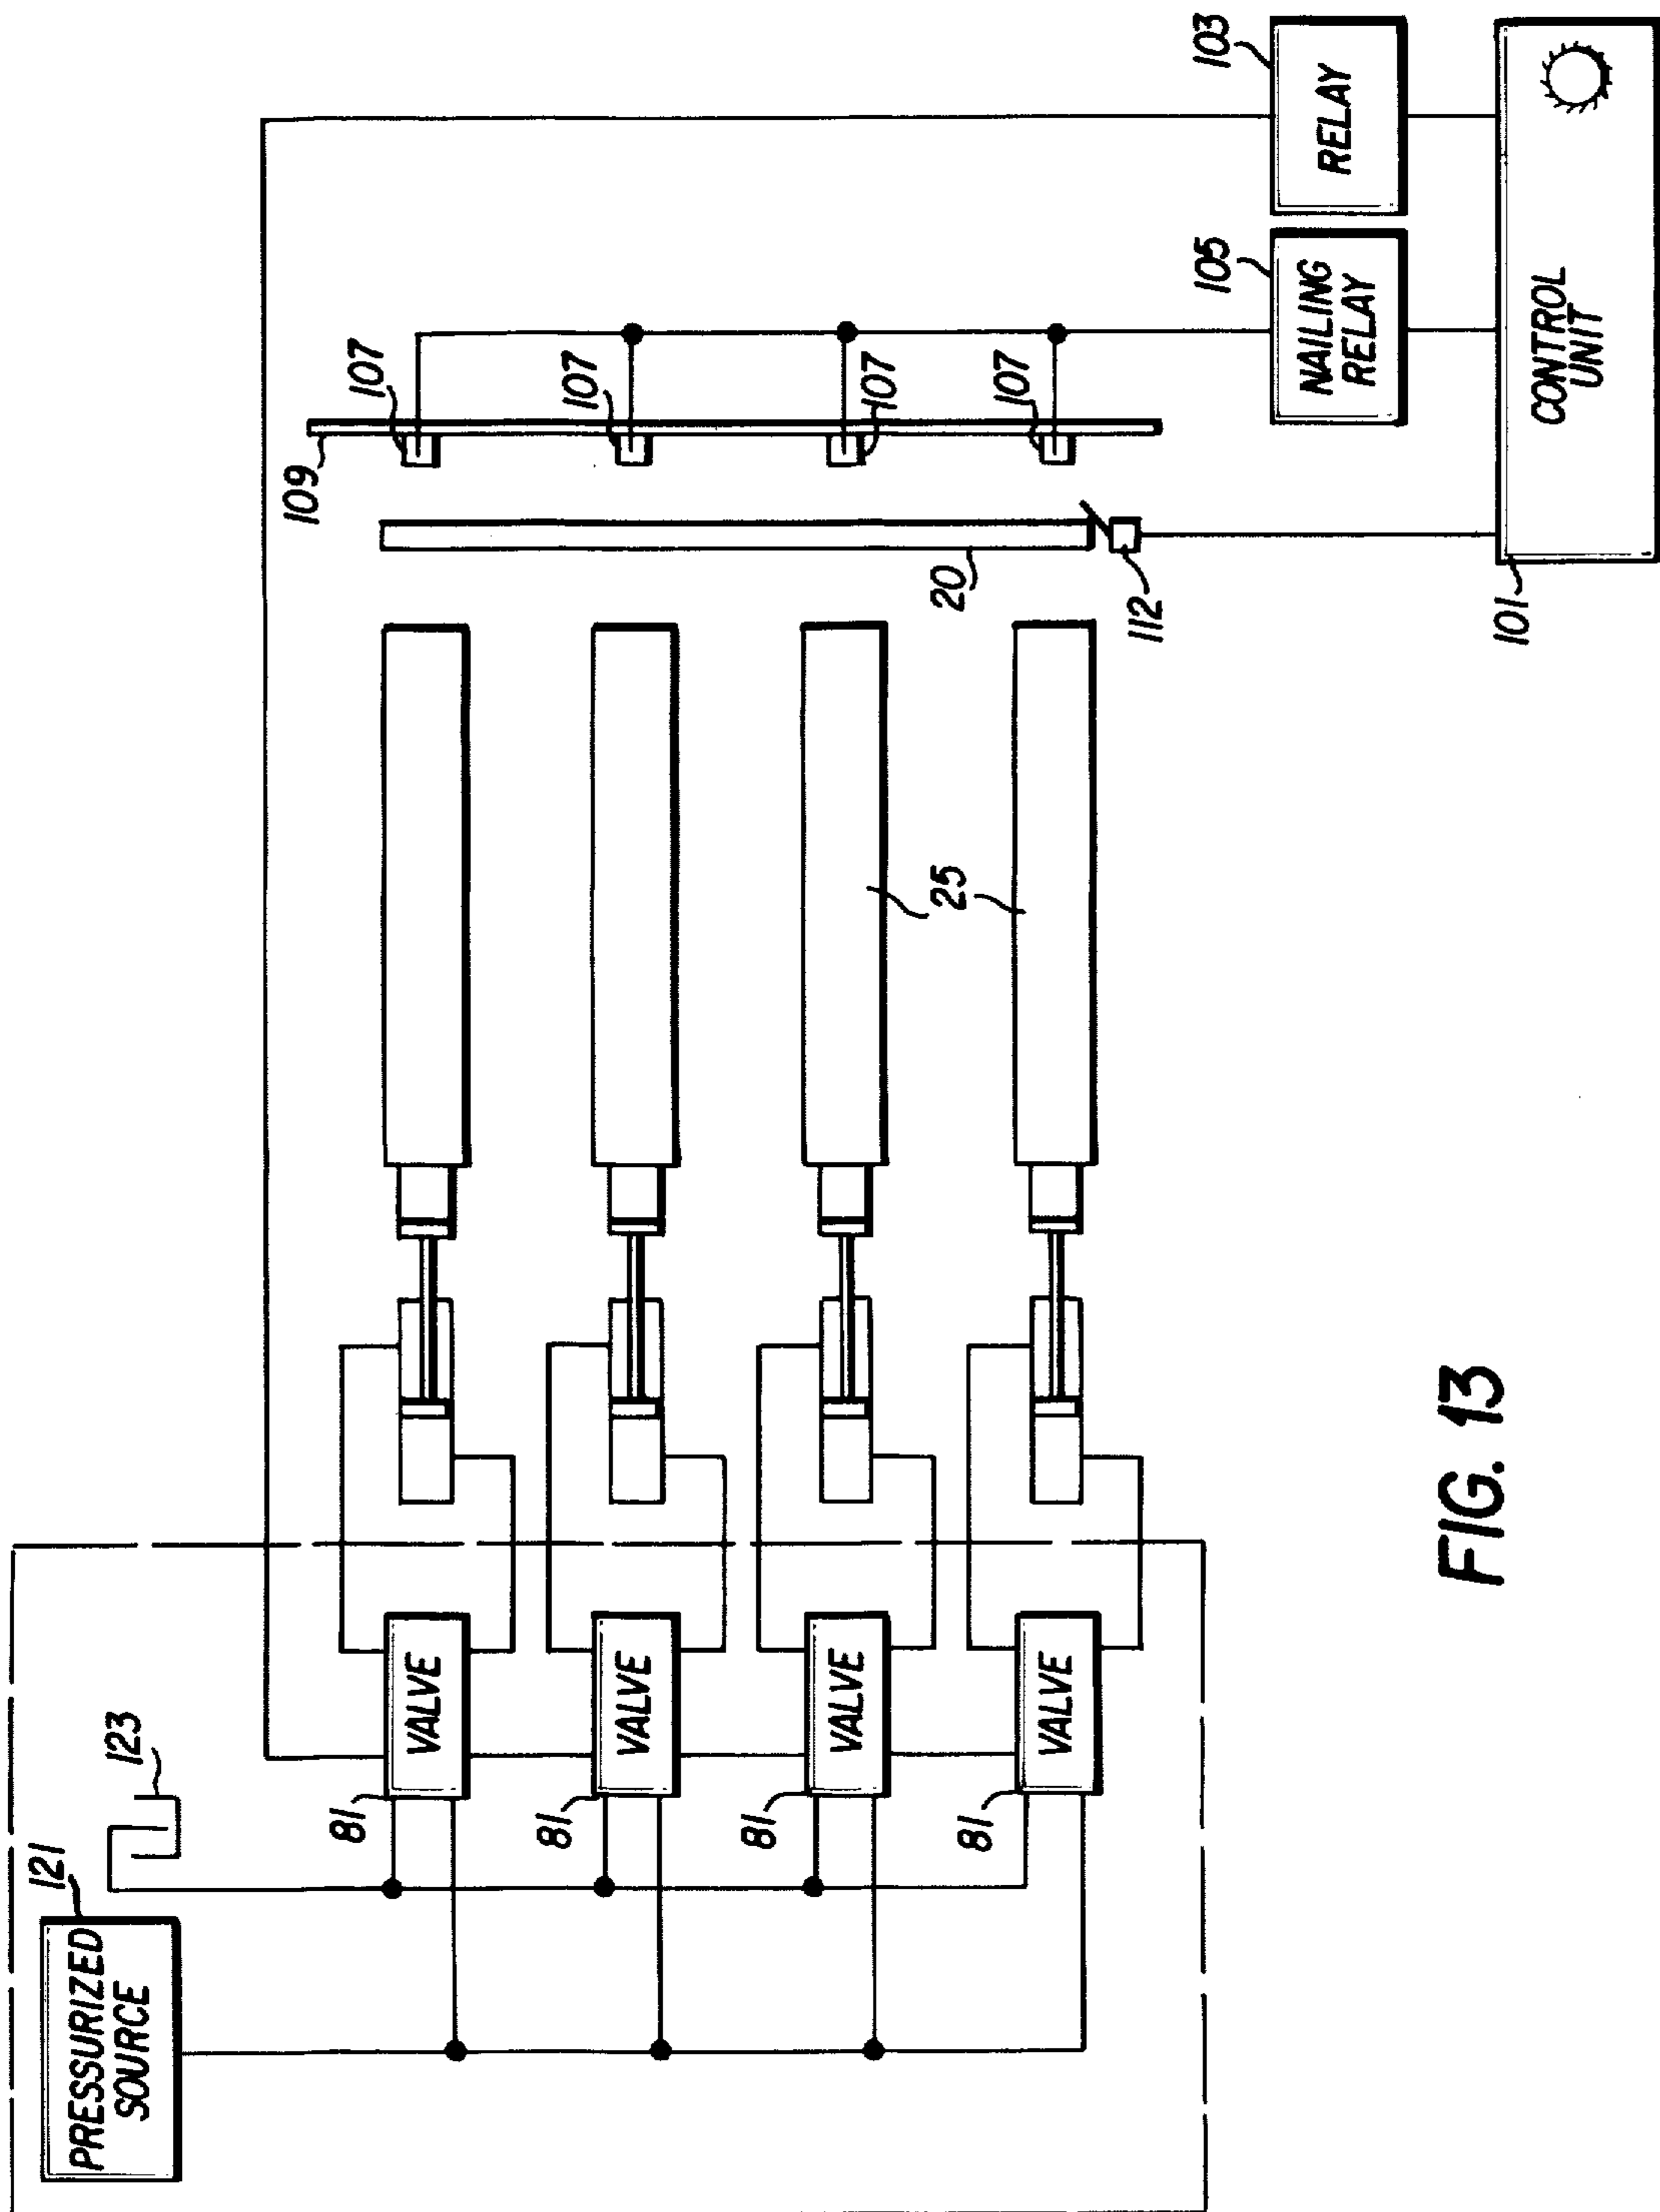 PRESSURIZED
SOURCE
121
123
81
VALVE
81
VALVE
81
VALVE
81
VALVE
25
20
112
109
107
107
107
107
105
NAILING
RELAY
103
RELAY
101
CONTROL
UNIT
FIG. 13